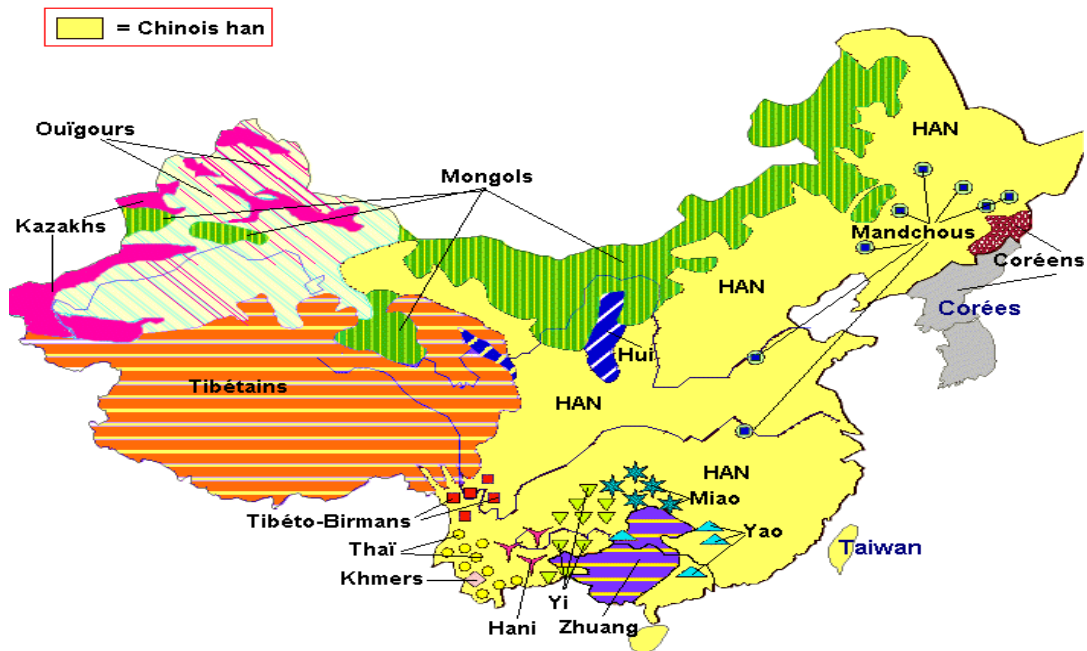 = Chinois han
Ouïgours
HAN
Mongols
Kazakhs
Mandchous
Coréens
HAN
Corées
Hui
Tibétains
HAN
HAN
Miao
Tibéto-Birmans
Yao
Thaï
Taiwan
Khmers
Yi
Hani
Zhuang